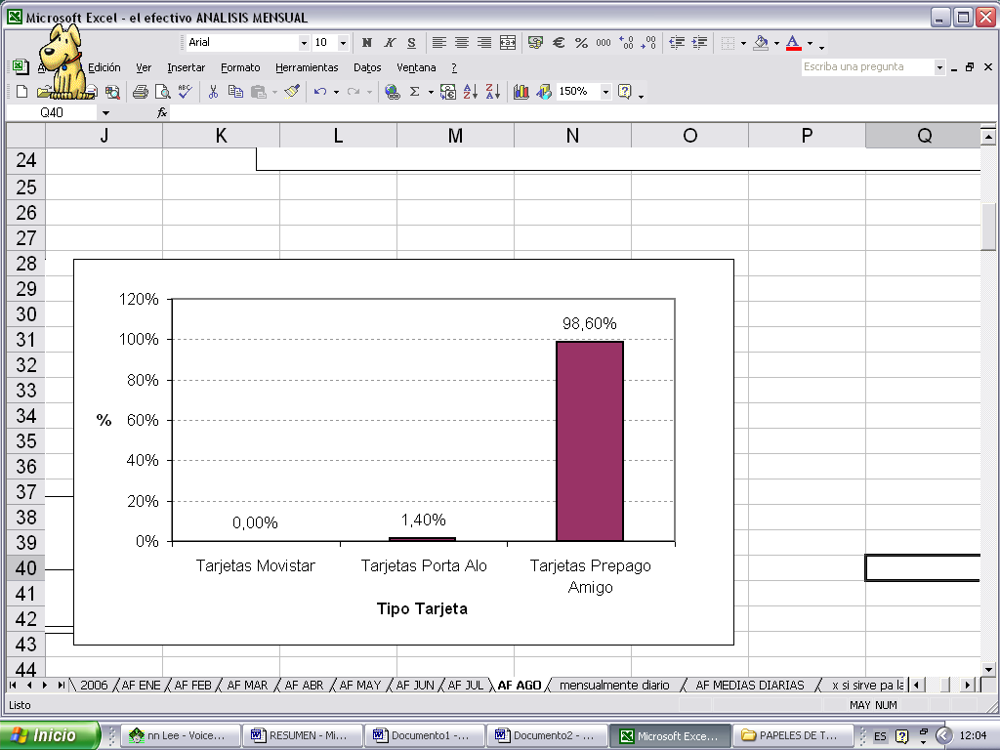 Microsoft Excel - el efectivo ANALISIS MENSUAL
Arial 10 N K S € % 000
Edición Ver Insertar Formato Herramientas Datos Ventana ? Escriba una pregunta
150%
Q40 fx
J K L M N O P Q
24
25
26
27
28
29
30
31
32
33
34
35
36
37
38
39
40
41
42
43
44
120%
100%
80%
60%
40%
20%
0%
%
0,00%
1,40%
98,60%
Tarjetas Movistar
Tarjetas Porta Alo
Tarjetas Prepago
Amigo
Tipo Tarjeta
2006 AF ENE AF FEB AF MAR AF ABR AF MAY AF JUN AF JUL AF AGO mensualmente diario AF MEDIAS DIARIAS x si sirve pa la
Listo MAY NUM
Inicio nn Lee - Voice... RESUMEN - Mi... Documento1 -... Documento2 - ... Microsoft Exce... PAPELES DE T... ES 12:04